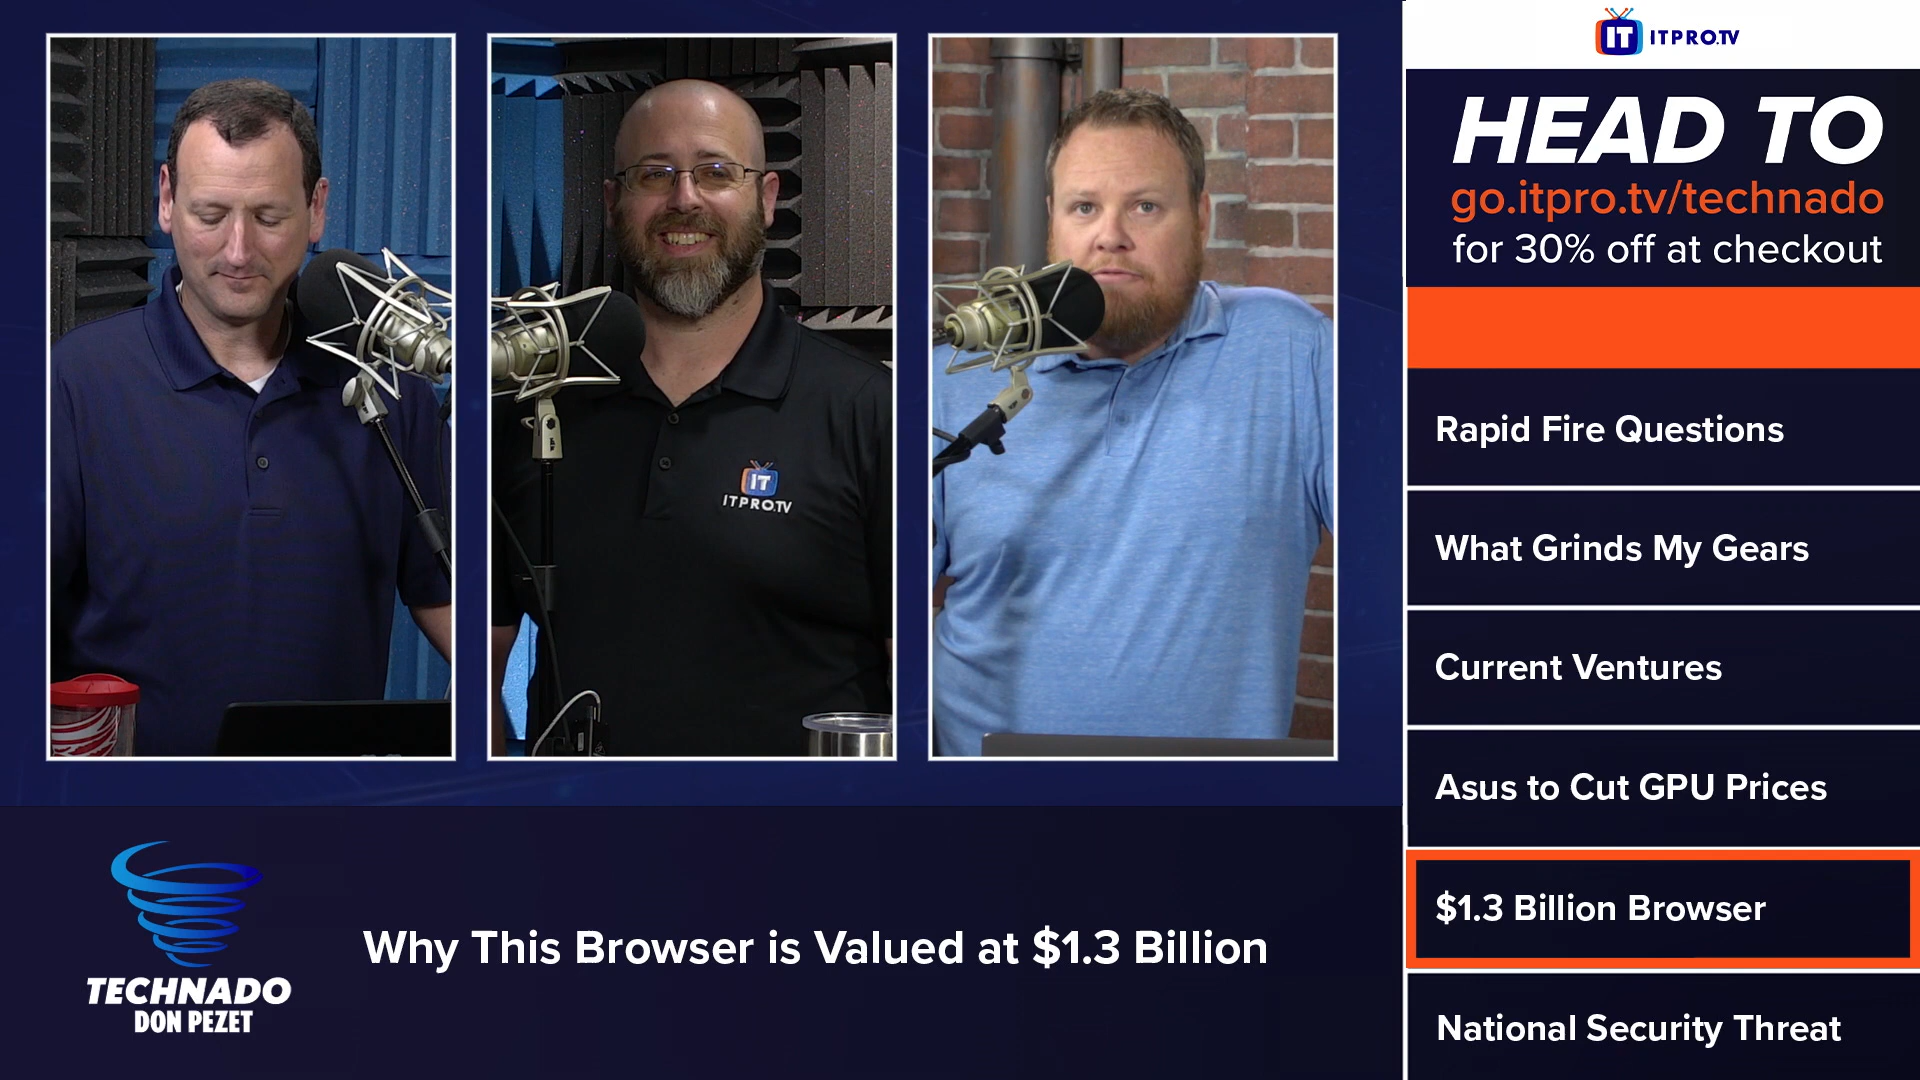 IT ITPRO.TV
HEAD TO
go.itpro.tv/technado
for 30% off at checkout
Rapid Fire Questions
What Grinds My Gears
Current Ventures
Asus to Cut GPU Prices
$1.3 Billion Browser
National Security Threat
IT
ITPRO.TV
Why This Browser is Valued at $1.3 Billion
TECHNADO
DON PEZET